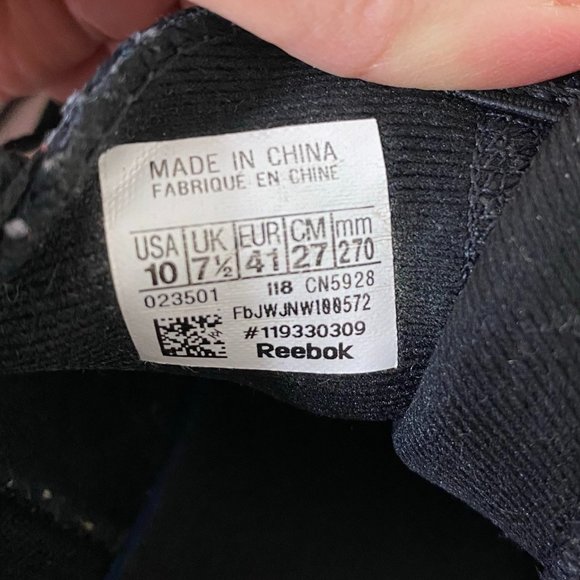 MADE IN CHINA
FABRIQUÉ EN CHINE
USA UK EUR CM mm
10 7½ 41 27 270
023501 118 CN5928
FbJWJNW100572
#119330309
Reebok